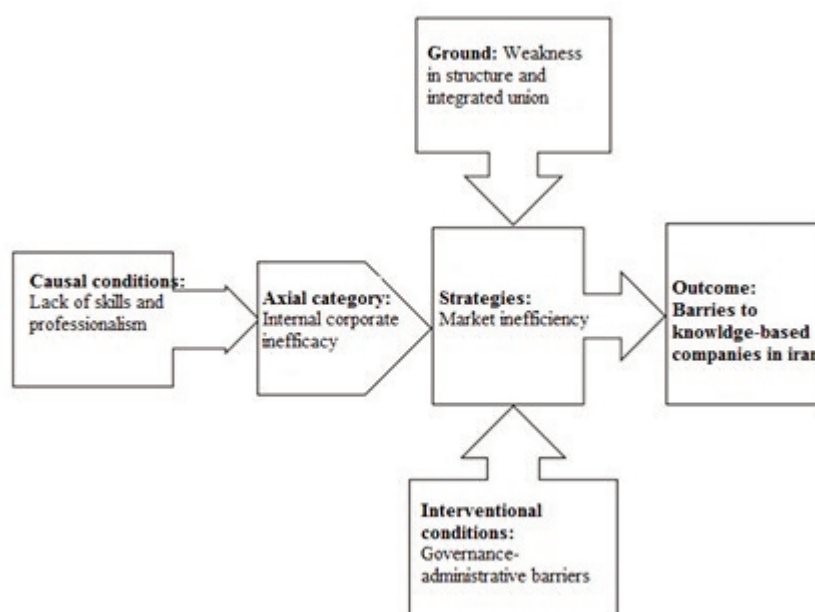 Ground: Weakness
in structure and
integrated union
Causal conditions:
Lack of skills and
professionalism
Axial category:
Internal corporate
inefficacy
Strategies:
Market inefficiency
Outcome:
Barries to
knowldge-based
companies in iran
Interventional
conditions:
Governance-
administrative barriers